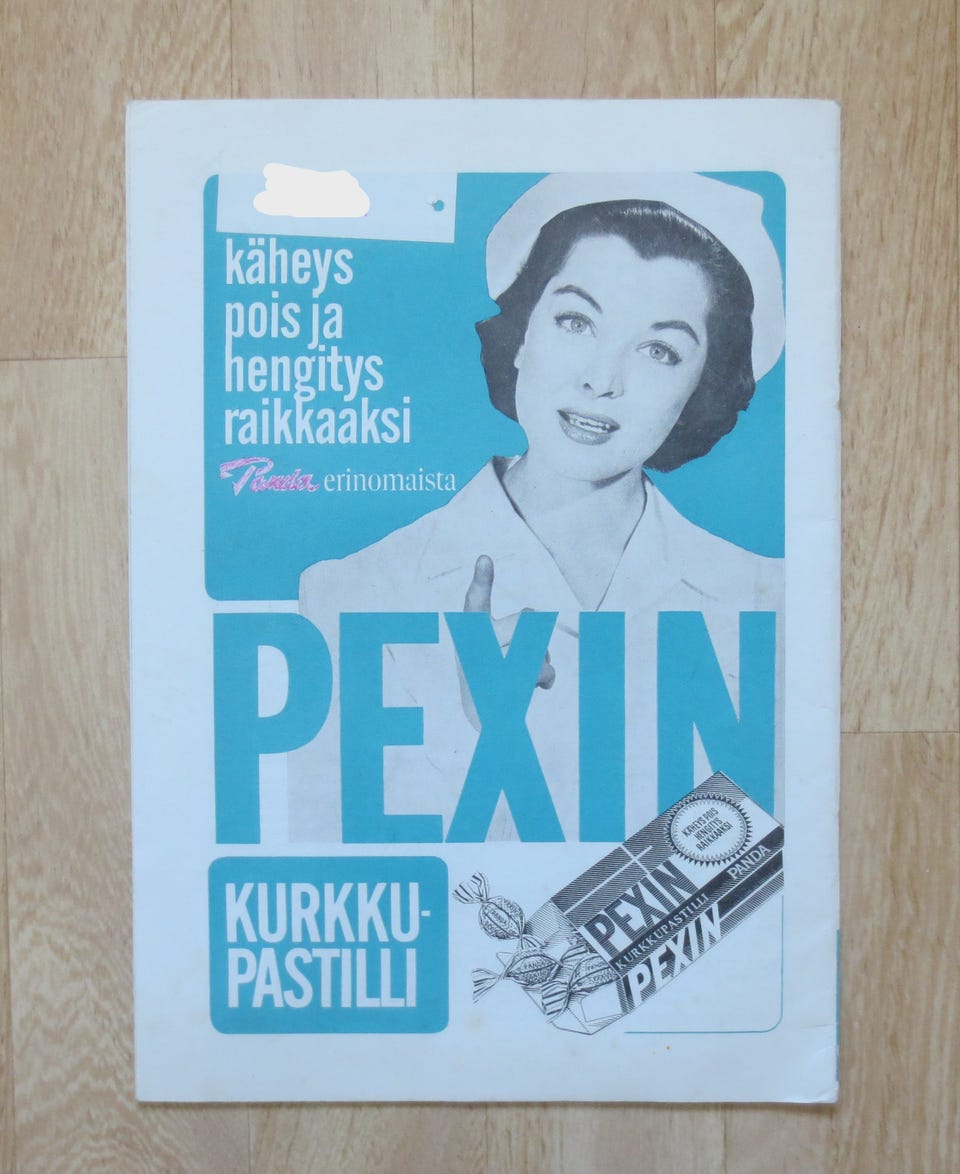 käheys
pois ja
hengitys
raikkaaksi
Panda erinomaista
PEXIN
KURKKU-
PASTILLI
KÄHEYS POIS
HENGITYS
RAIKKAAKSI
PEXIN
KURKKUPASTILLI PANDA
PEXIN